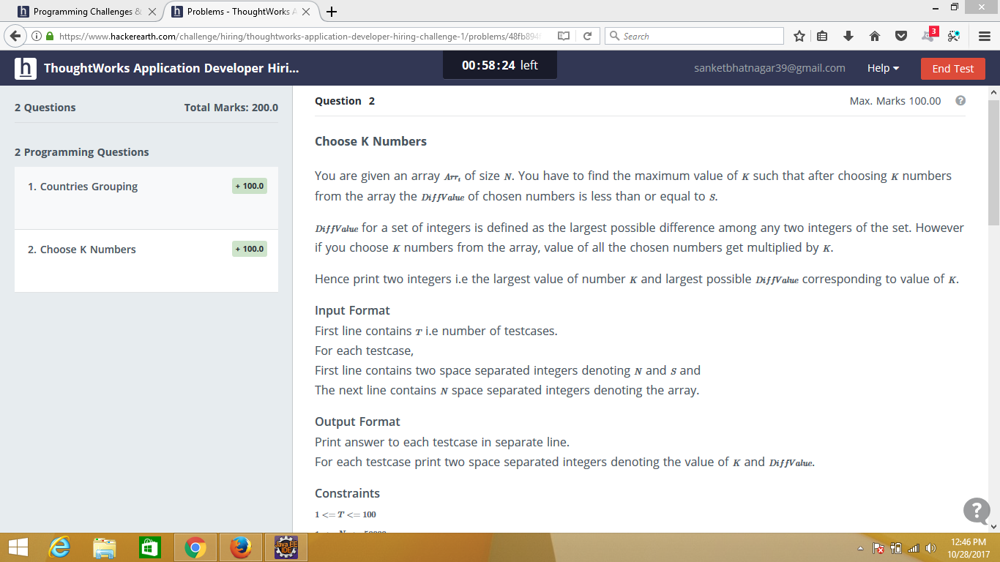 Programming Challenges &
Problems - ThoughtWorks A
https://www.hackerearth.com/challenge/hiring/thoughtworks-application-developer-hiring-challenge-1/problems/48fb894
Search
3
h
ThoughtWorks Application Developer Hiri...
00:58:24 left
sanketbhatnagar39@gmail.com
Help
End Test
2 Questions
Total Marks: 200.0
2 Programming Questions
1. Countries Grouping
+ 100.0
2. Choose K Numbers
+ 100.0
Question 2
Max. Marks 100.00
?
Choose K Numbers
You are given an array Arr_i of size N. You have to find the maximum value of K such that after choosing K numbers
from the array the DiffValue of chosen numbers is less than or equal to S.
DiffValue for a set of integers is defined as the largest possible difference among any two integers of the set. However
if you choose K numbers from the array, value of all the chosen numbers get multiplied by K.
Hence print two integers i.e the largest value of number K and largest possible DiffValue corresponding to value of K.
Input Format
First line contains T i.e number of testcases.
For each testcase,
First line contains two space separated integers denoting N and S and
The next line contains N space separated integers denoting the array.
Output Format
Print answer to each testcase in separate line.
For each testcase print two space separated integers denoting the value of K and DiffValue.
Constraints
1 <= T <= 100
?
Java EE
IDE
12:46 PM
10/28/2017